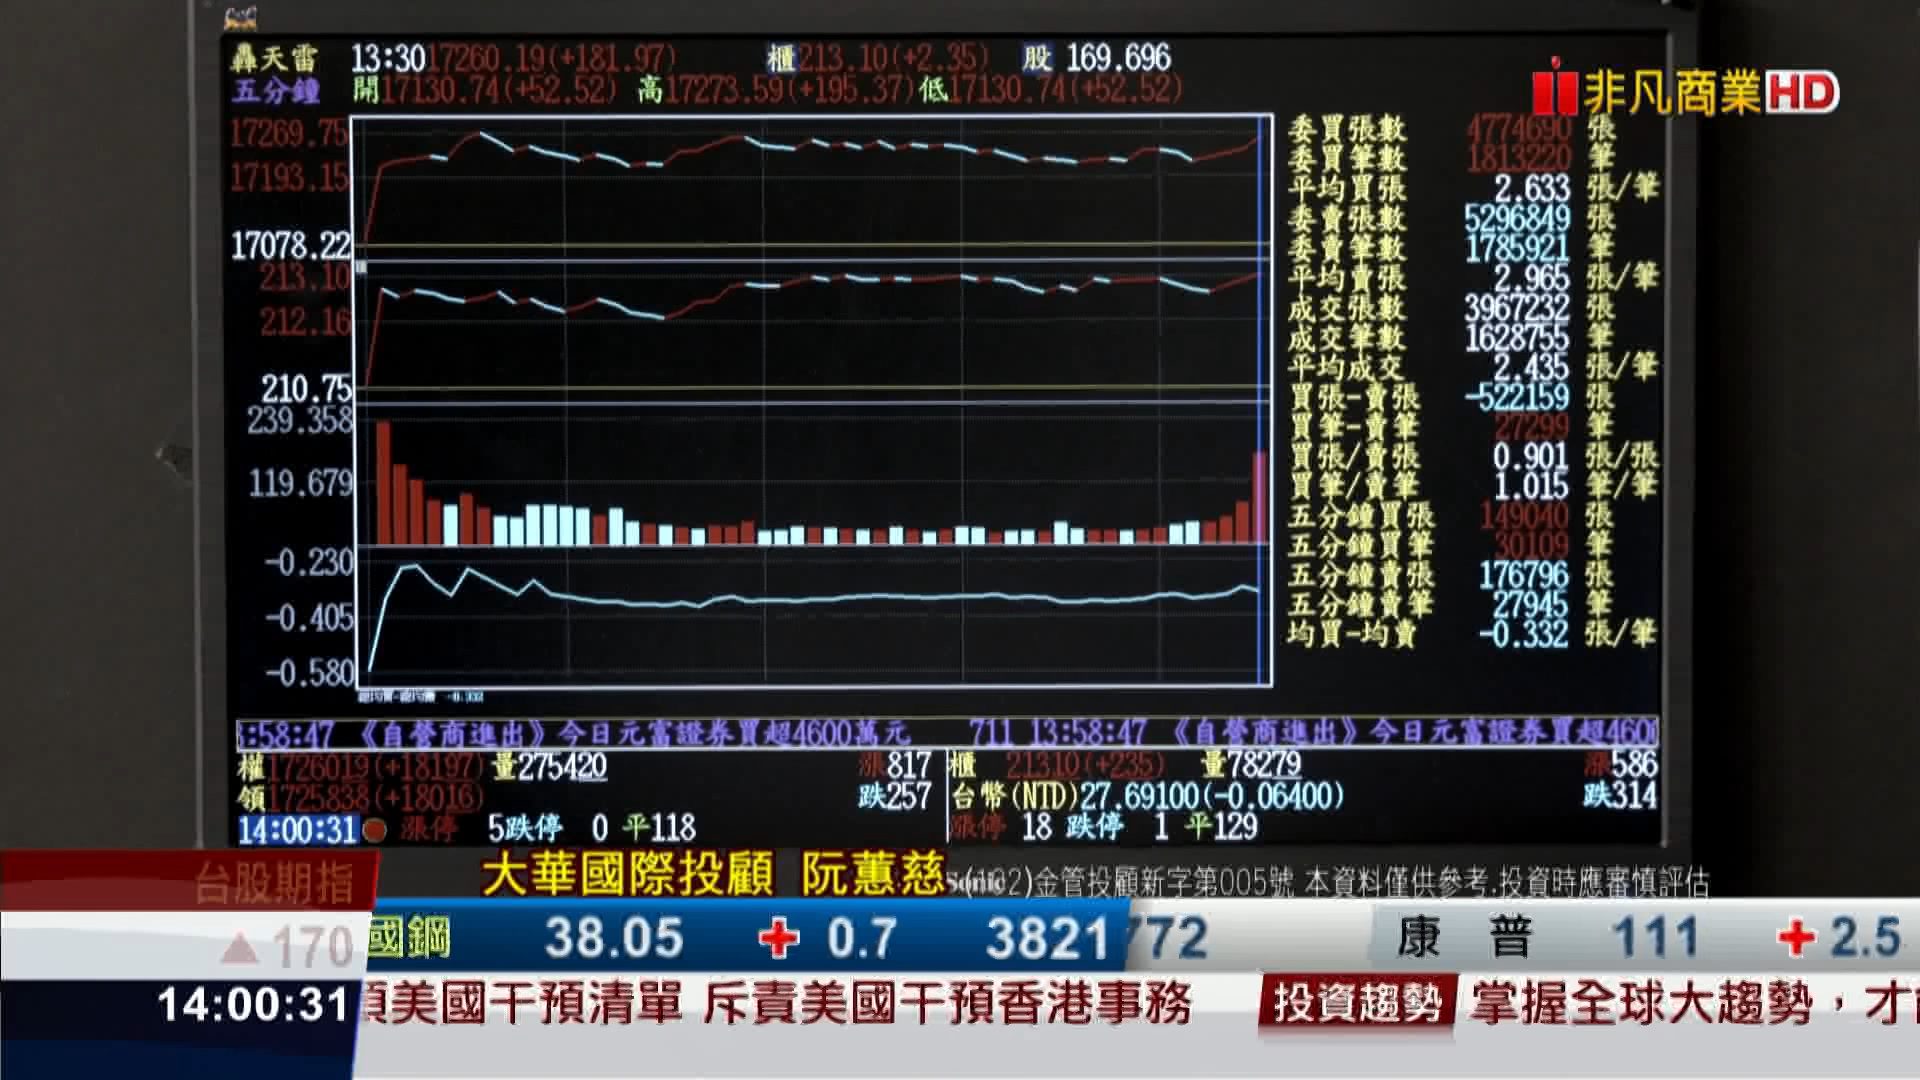 轟天雷 13:30 17260.19(+181.97) 櫃213.10(+2.35) 股 169.696
五分鐘 開17130.74(+52.52) 高17273.59(+195.37) 低17130.74(+52.52)
非凡商業HD
17269.75
17193.15
17078.22
213.10
212.16
210.75
239.358
119.679
-0.230
-0.405
-0.580
-0.332
委買張數 4774690 張
委買筆數 1813220 筆
平均買張 2.633 張/筆
委賣張數 5296849 張
委賣筆數 1785921 筆
平均賣張 2.965 張/筆
成交張數 3967232 張
成交筆數 1628755 筆
平均成交 2.435 張/筆
買張-賣張 -522159 張
買筆-賣筆 27299 筆
買張/賣張 0.901 張/張
買筆/賣筆 1.015 筆/筆
五分鐘買張 149040 張
五分鐘買筆 30109 筆
五分鐘賣張 176796 張
五分鐘賣筆 27945 筆
均買-均賣 -0.332 張/筆
:58:47 《自營商進出》今日元富證券買超4600萬元 711 13:58:47 《自營商進出》今日元富證券買超460
權1726019(+18197) 量275420 漲817 櫃 21310(+235) 量78279 漲586
領1725838(+18016) 跌257 台幣(NTD)27.69100(-0.06400) 跌314
14:00:31 漲停 5跌停 0 平118 漲停 18 跌停 1 平129
台股期指 大華國際投顧 阮蕙慈 02)金管投顧新字第005號 本資料僅供參考.投資時應審慎評估
▲170 國鋼 38.05 + 0.7 3821 772 康普 111 + 2.5
14:00:31 美國干預清單 斥責美國干預香港事務 投資趨勢 掌握全球大趨勢，才